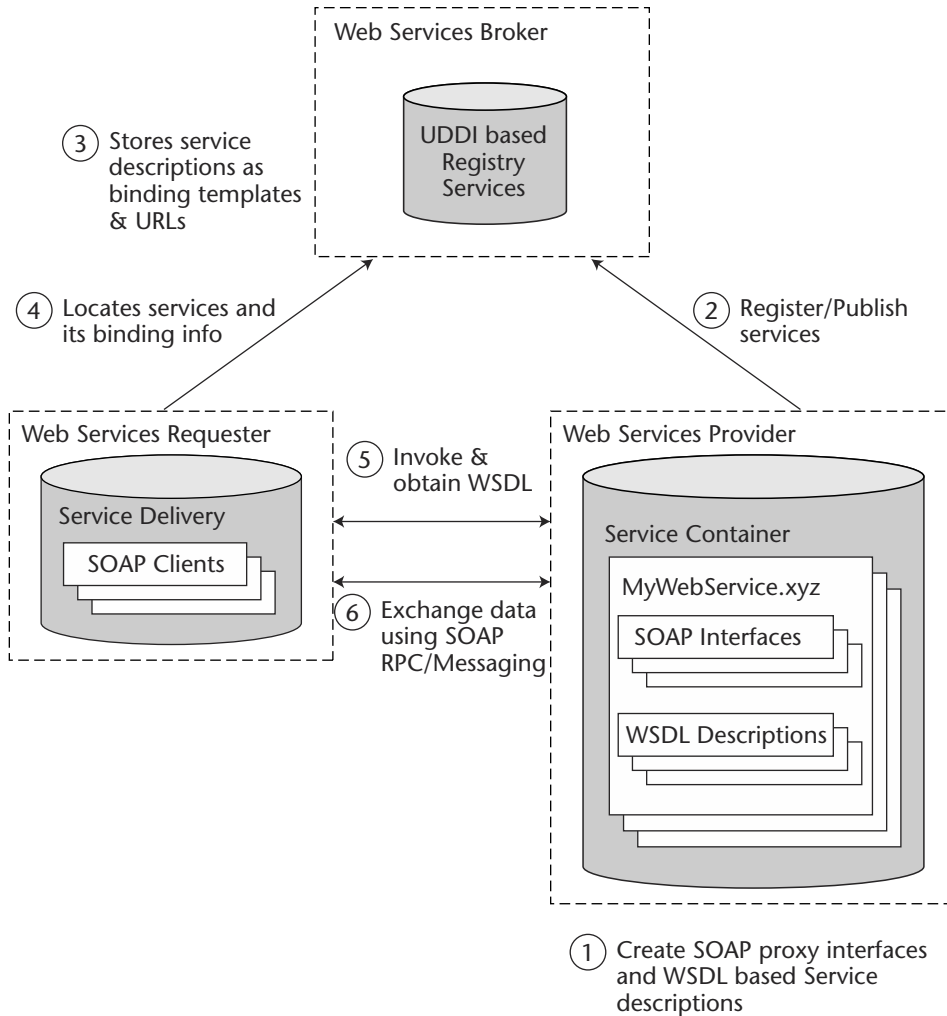 Web Services Broker
UDDI based
Registry
Services
3 Stores service
descriptions as
binding templates
& URLs
4 Locates services and
its binding info
2 Register/Publish
services
Web Services Requester
Service Delivery
SOAP Clients
5 Invoke &
obtain WSDL
6 Exchange data
using SOAP
RPC/Messaging
Web Services Provider
Service Container
MyWebService.xyz
SOAP Interfaces
WSDL Descriptions
1 Create SOAP proxy interfaces
and WSDL based Service
descriptions